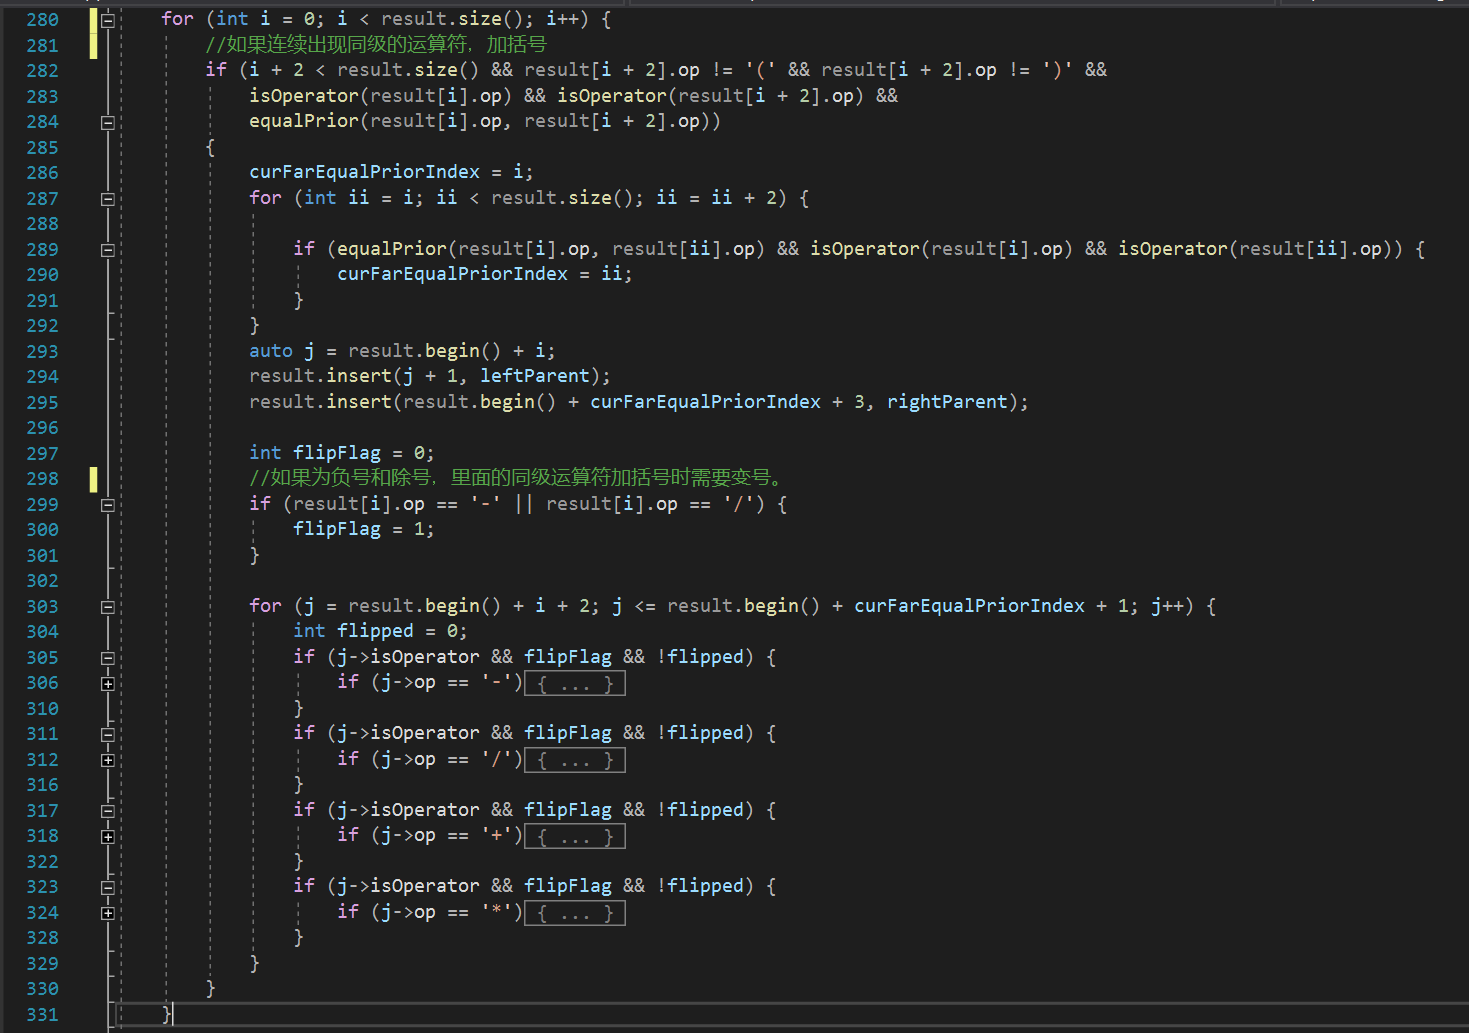 280 for (int i = 0; i < result.size(); i++) {
281 //如果连续出现同级的运算符，加括号
282 if (i + 2 < result.size() && result[i + 2].op != '(' && result[i + 2].op != ')' &&
283 isOperator(result[i].op) && isOperator(result[i + 2].op) &&
284 equalPrior(result[i].op, result[i + 2].op))
285 {
286 curFarEqualPriorIndex = i;
287 for (int ii = i; ii < result.size(); ii = ii + 2) {
288
289 if (equalPrior(result[i].op, result[ii].op) && isOperator(result[i].op) && isOperator(result[ii].op)) {
290 curFarEqualPriorIndex = ii;
291 }
292 }
293 auto j = result.begin() + i;
294 result.insert(j + 1, leftParent);
295 result.insert(result.begin() + curFarEqualPriorIndex + 3, rightParent);
296
297 int flipFlag = 0;
298 //如果为负号和除号，里面的同级运算符加括号时需要变号。
299 if (result[i].op == '-' || result[i].op == '/') {
300 flipFlag = 1;
301 }
302
303 for (j = result.begin() + i + 2; j <= result.begin() + curFarEqualPriorIndex + 1; j++) {
304 int flipped = 0;
305 if (j->isOperator && flipFlag && !flipped) {
306 if (j->op == '-'){ ... }
310 }
311 if (j->isOperator && flipFlag && !flipped) {
312 if (j->op == '/'){ ... }
316 }
317 if (j->isOperator && flipFlag && !flipped) {
318 if (j->op == '+'){ ... }
322 }
323 if (j->isOperator && flipFlag && !flipped) {
324 if (j->op == '*'){ ... }
328 }
329 }
330 }
331 }